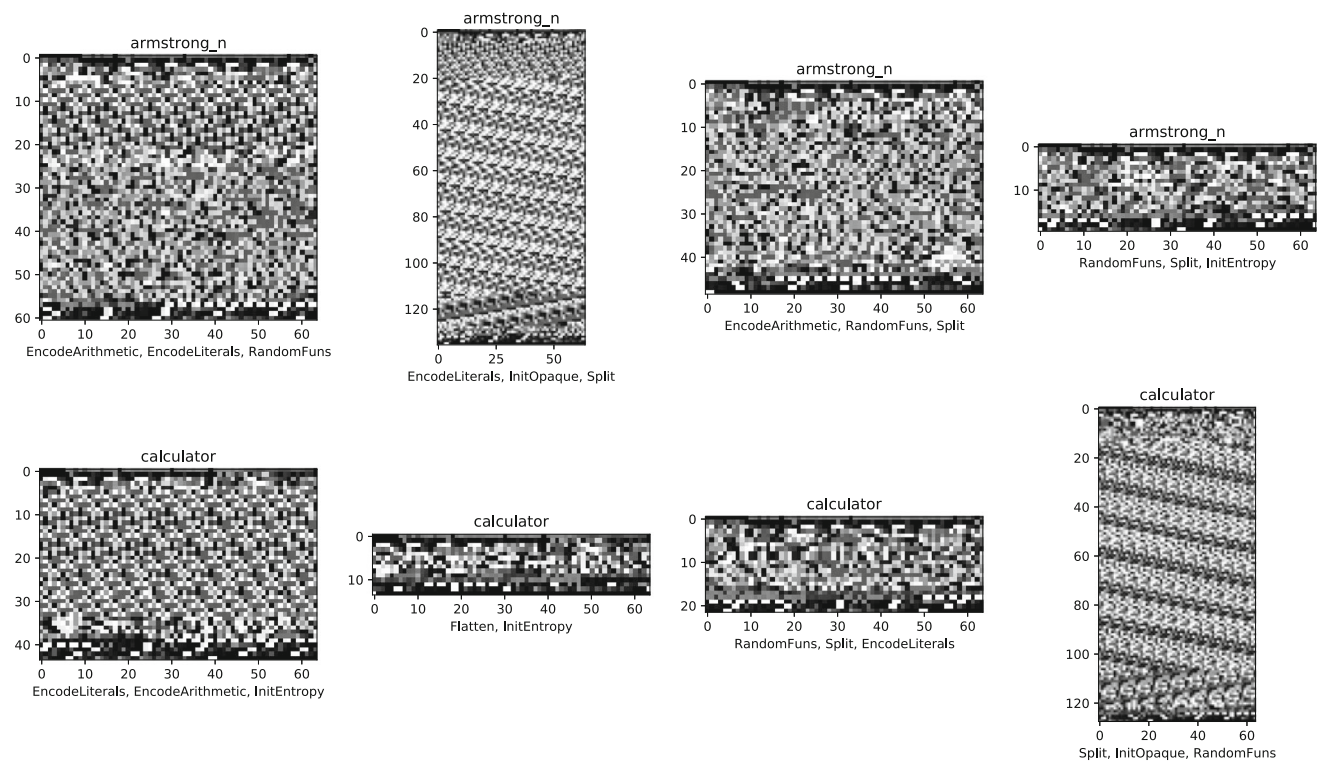 armstrong_n
0
10
20
30
40
50
60
0 10 20 30 40 50 60
EncodeArithmetic, EncodeLiterals, RandomFuns
armstrong_n
0
20
40
60
80
100
120
0 25 50
EncodeLiterals, InitOpaque, Split
armstrong_n
0
10
20
30
40
0 10 20 30 40 50 60
EncodeArithmetic, RandomFuns, Split
armstrong_n
0
10
0 10 20 30 40 50 60
RandomFuns, Split, InitEntropy
calculator
0
10
20
30
40
0 10 20 30 40 50 60
EncodeLiterals, EncodeArithmetic, InitEntropy
calculator
0
10
0 10 20 30 40 50 60
Flatten, InitEntropy
calculator
0
10
20
0 10 20 30 40 50 60
RandomFuns, Split, EncodeLiterals
calculator
0
20
40
60
80
100
120
0 20 40 60
Split, InitOpaque, RandomFuns